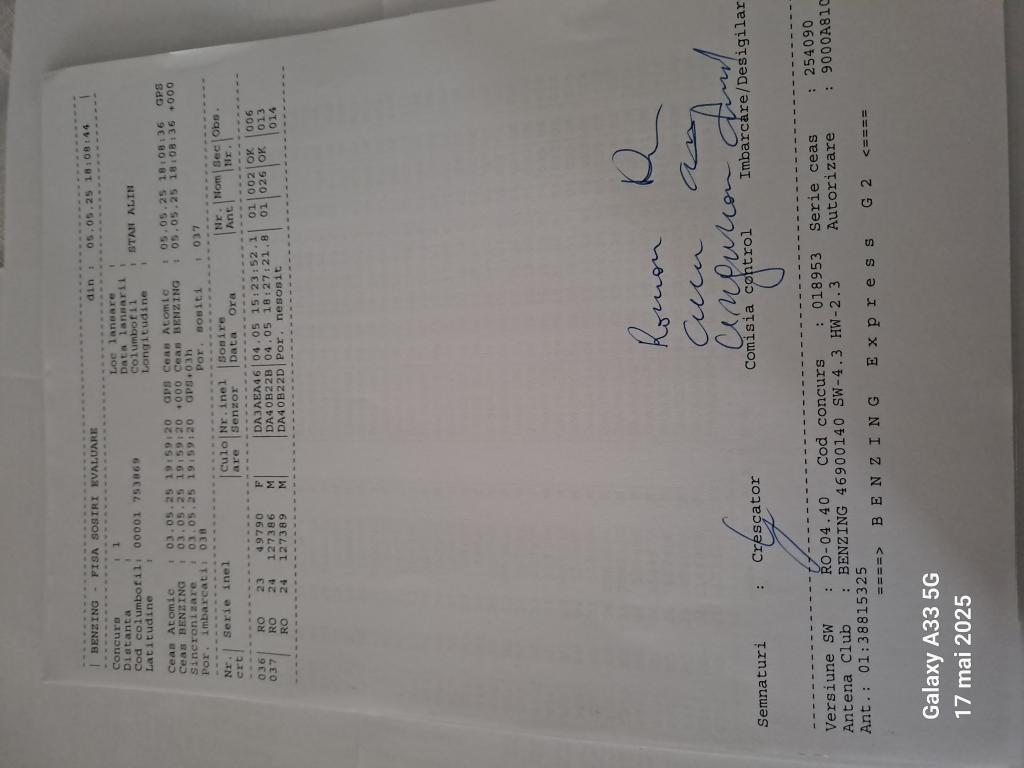 | BENZING - FISA SOSIRI EVALUARE din : 05.05.25 18:08:44 |
Concurs : 1 Loc lansare :
Distanta : Data lansarii :
Cod columbofil: 00001 753869 Columbofil : STAN ALIN
Latitudine : Longitudine :
Ceas Atomic : 03.05.25 19:59:20 GPS Ceas Atomic : 05.05.25 18:08:36 GPS
Ceas BENZING : 03.05.25 19:59:20 +000 Ceas BENZING : 05.05.25 18:08:36 +000
Sincronizare : 03.05.25 19:59:20 GPS+03h
Por. imbarcati: 038 Por. sositi : 037
Nr.| Serie inel |Culo|Nr.inel |Sosire |Nr.|Nom|Sec|Obs.
crt| |are |Senzor |Data Ora |Ant| |Nr.|
036| RO 23 49790 F | |DA3AEA46|04.05 15:23:52.1| 01|002|OK |006
037| RO 24 127386 M | |DA40B22B|04.05 18:27:21.8| 01|026|OK |013
| RO 24 127389 M | |DA40B22D|Por. nesosit | | | |014
Roman
Semnaturi : Crescator Comisia control Imbarcare/Desigilar
Versiune SW : RO-04.40 Cod concurs : 018953 Serie ceas : 254090
Antena Club : BENZING 46900140 SW-4.3 HW-2.3 Autorizare : 9000A810
Ant.: 01:38815325
====> B E N Z I N G E x p r e s s G 2 <====
Galaxy A33 5G
17 mai 2025